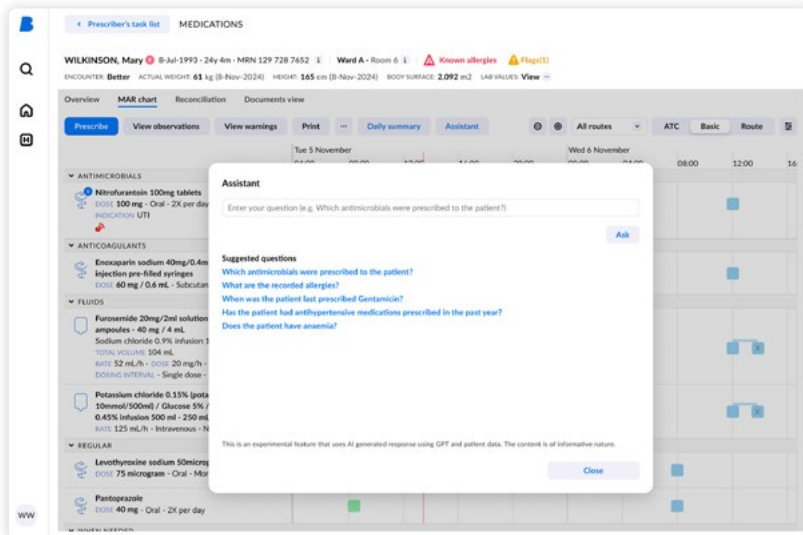 Prescriber's task list MEDICATIONS
WILKINSON, Mary 8-Jul-1993 · 24y 4m · MRN 129 728 7652 Ward A · Room 6 Known allergies Flags(1)
ENCOUNTER: Better ACTUAL WEIGHT: 61 kg (8-Nov-2024) HEIGHT: 165 cm (8-Nov-2024) BODY SURFACE: 2.092 m2 LAB VALUES: View
Overview MAR chart Reconciliation Documents view
Prescribe View observations View warnings Print ... Daily summary Assistant All routes ATC Basic Route
Tue 5 November Wed 6 November
08:00 12:00 16:
ANTIMICROBIALS
Nitrofurantoin 100mg tablets
DOSE 100 mg - Oral - 2X per day
INDICATION UTI
ANTICOAGULANTS
Enoxaparin sodium 40mg/0.4m
injection pre-filled syringes
DOSE 60 mg / 0.6 mL - Subcutan
FLUIDS
Furosemide 20mg/2ml solution
ampoules - 40 mg / 4 mL
Sodium chloride 0.9% infusion 1
TOTAL VOLUME 104 mL
RATE 52 mL/h - DOSE 20 mg/h -
DOSING INTERVAL - Single dose -
Potassium chloride 0.15% (pota
10mmol/500ml) / Glucose 5% /
0.45% infusion 500 ml - 250 mL
RATE 125 mL/h - Intravenous - N
REGULAR
Levothyroxine sodium 50microg
DOSE 75 microgram - Oral - Mor
Pantoprazole
DOSE 40 mg - Oral - 2X per day
WHEN NEEDED
WW
Assistant
Enter your question (e.g. Which antimicrobials were prescribed to the patient?)
Ask
Suggested questions
Which antimicrobials were prescribed to the patient?
What are the recorded allergies?
When was the patient last prescribed Gentamicin?
Has the patient had antihypertensive medications prescribed in the past year?
Does the patient have anaemia?
This is an experimental feature that uses AI generated response using GPT and patient data. The content is of informative nature.
Close